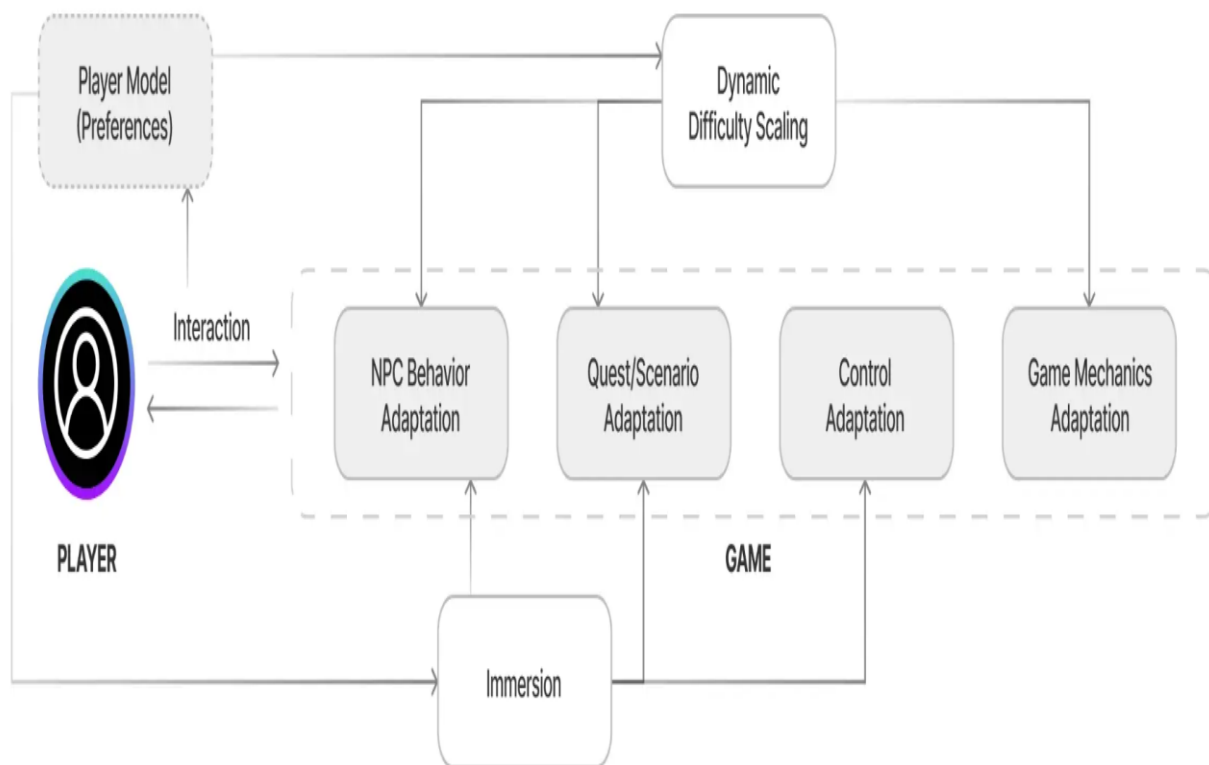 Player Model
(Preferences)
Dynamic
Difficulty Scaling
Interaction
NPC Behavior
Adaptation
Quest/Scenario
Adaptation
Control
Adaptation
Game Mechanics
Adaptation
PLAYER
GAME
Immersion